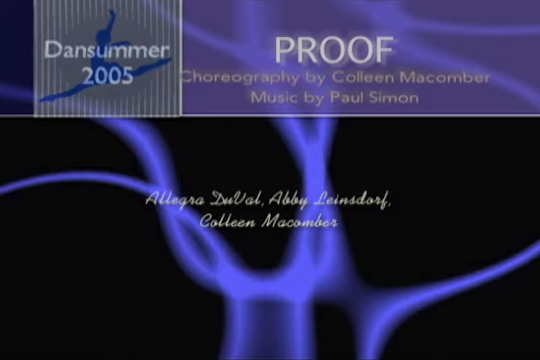 Dansummer
2005
PROOF
Choreography by Colleen Macomber
Music by Paul Simon
Allegra DuVal, Abby Leinsdorf,
Colleen Macomber